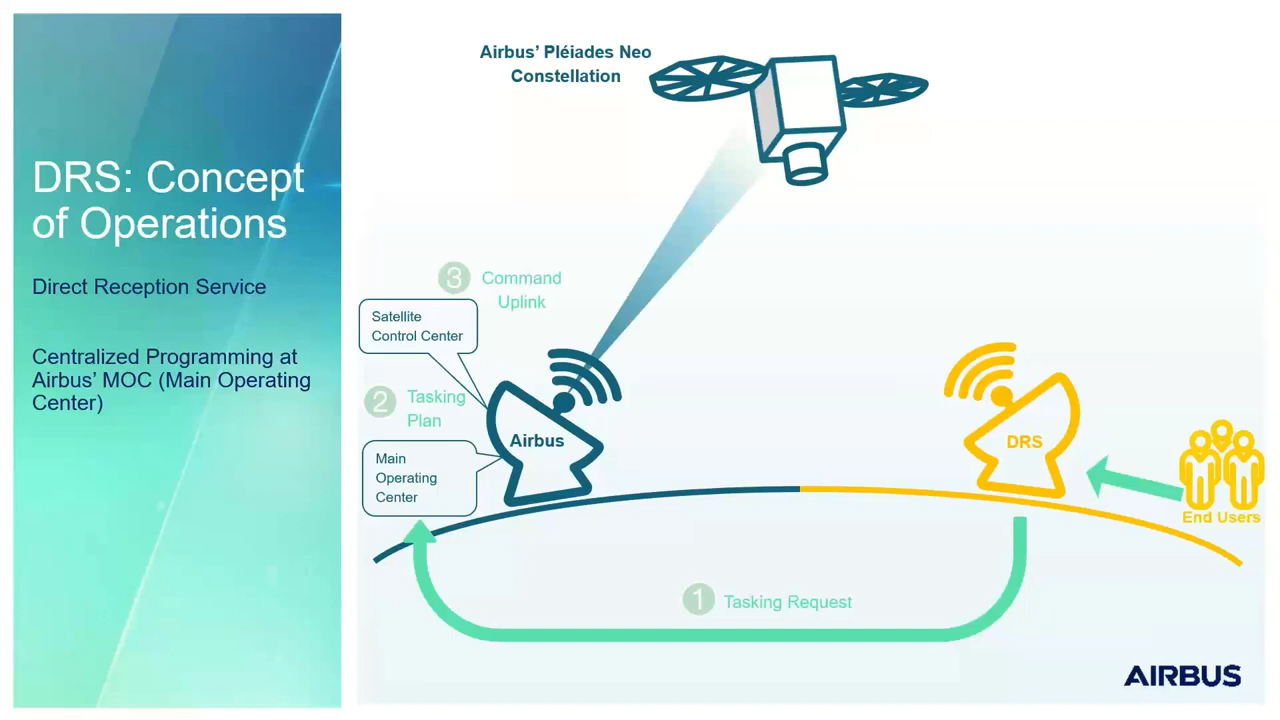 DRS: Concept
of Operations
Direct Reception Service
Centralized Programming at
Airbus’ MOC (Main Operating
Center)
Airbus’ Pléiades Neo
Constellation
3
Command
Uplink
Satellite
Control Center
2
Tasking
Plan
Main
Operating
Center
Airbus
DRS
End Users
1
Tasking Request
AIRBUS